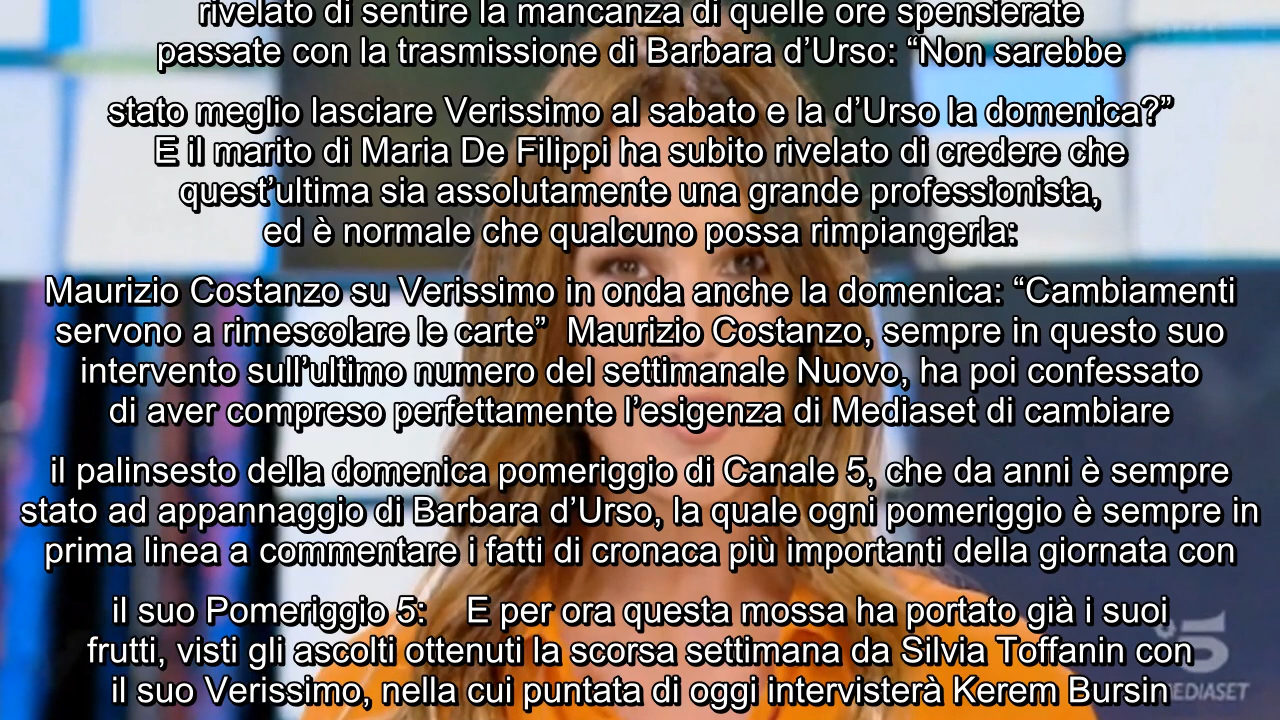 rivelato di sentire la mancanza di quelle ore spensierate
passate con la trasmissione di Barbara d’Urso: “Non sarebbe
stato meglio lasciare Verissimo al sabato e la d’Urso la domenica?”
E il marito di Maria De Filippi ha subito rivelato di credere che
quest’ultima sia assolutamente una grande professionista,
ed è normale che qualcuno possa rimpiangerla:
Maurizio Costanzo su Verissimo in onda anche la domenica: “Cambiamenti
servono a rimescolare le carte”  Maurizio Costanzo, sempre in questo suo
intervento sull’ultimo numero del settimanale Nuovo, ha poi confessato
di aver compreso perfettamente l’esigenza di Mediaset di cambiare
il palinsesto della domenica pomeriggio di Canale 5, che da anni è sempre
stato ad appannaggio di Barbara d’Urso, la quale ogni pomeriggio è sempre in
prima linea a commentare i fatti di cronaca più importanti della giornata con
il suo Pomeriggio 5:    E per ora questa mossa ha portato già i suoi
frutti, visti gli ascolti ottenuti la scorsa settimana da Silvia Toffanin con
il suo Verissimo, nella cui puntata di oggi intervisterà Kerem Bursin
5
MEDIASET